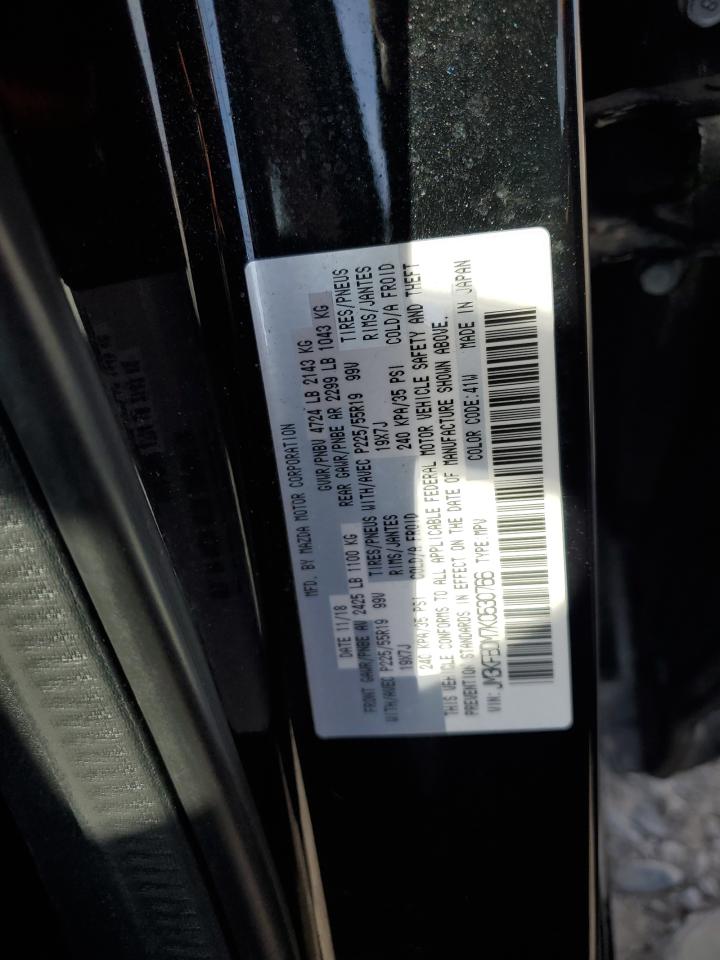 MFD. BY MAZDA MOTOR CORPORATION
DATE 11/18 GVWR/PNBV 4724 LB 2143 KG
FRONT GAWR/PNBE AV 2425 LB 1100 KG REAR GAWR/PNBE AR 2299 LB 1043 KG
TIRES/PNEUS TIRES/PNEUS
WITH/AVEC P225/55R19 99V RIMS/JANTES WITH/AVEC P225/55R19 99V RIMS/JANTES
19X7J COLD/A FROID 19X7J COLD/A FROID
240 KPA/35 PSI 240 KPA/35 PSI
THIS VEHICLE CONFORMS TO ALL APPLICABLE FEDERAL MOTOR VEHICLE SAFETY AND THEFT
PREVENTION STANDARDS IN EFFECT ON THE DATE OF MANUFACTURE SHOWN ABOVE.
VIN: TYPE:MPV COLOR CODE:41W MADE IN JAPAN